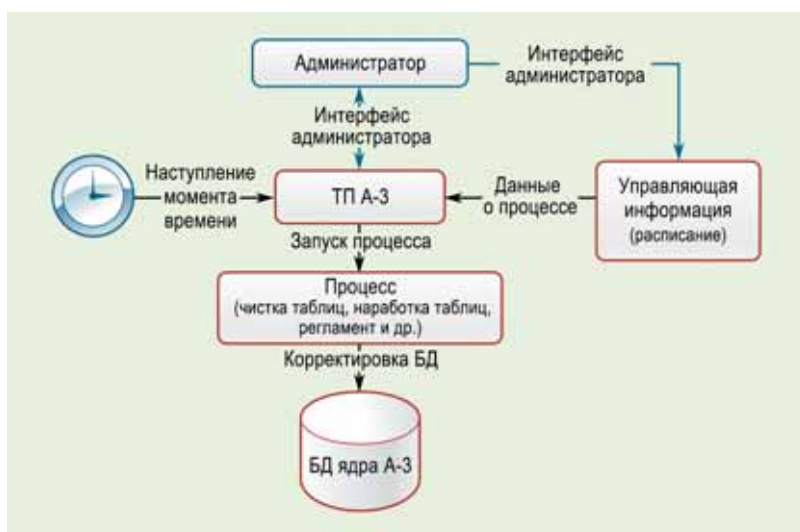 Администратор
Интерфейс
администратора
Интерфейс
администратора
Наступление
момента
времени
ТП А-3
Данные
о процессе
Управляющая
информация
(расписание)
Запуск процесса
Процесс
(чистка таблиц, наработка таблиц,
регламент и др.)
Корректировка БД
БД ядра А-3